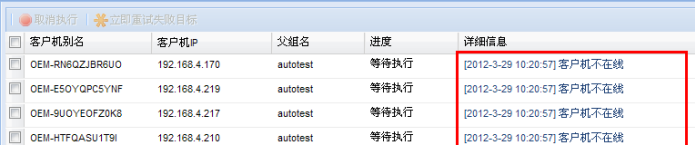 取消执行 立即重试失败目标
客户机别名 客户机IP 父组名 进度 详细信息
OEM-RN6QZJBR6UO 192.168.4.170 autotest 等待执行 [2012-3-29 10:20:57] 客户机不在线
OEM-E5OYQPC5YNF 192.168.4.219 autotest 等待执行 [2012-3-29 10:20:57] 客户机不在线
OEM-9UOYEOFZ0K8 192.168.4.217 autotest 等待执行 [2012-3-29 10:20:57] 客户机不在线
OEM-HTFQASU1T9I 192.168.4.210 autotest 等待执行 [2012-3-29 10:20:57] 客户机不在线